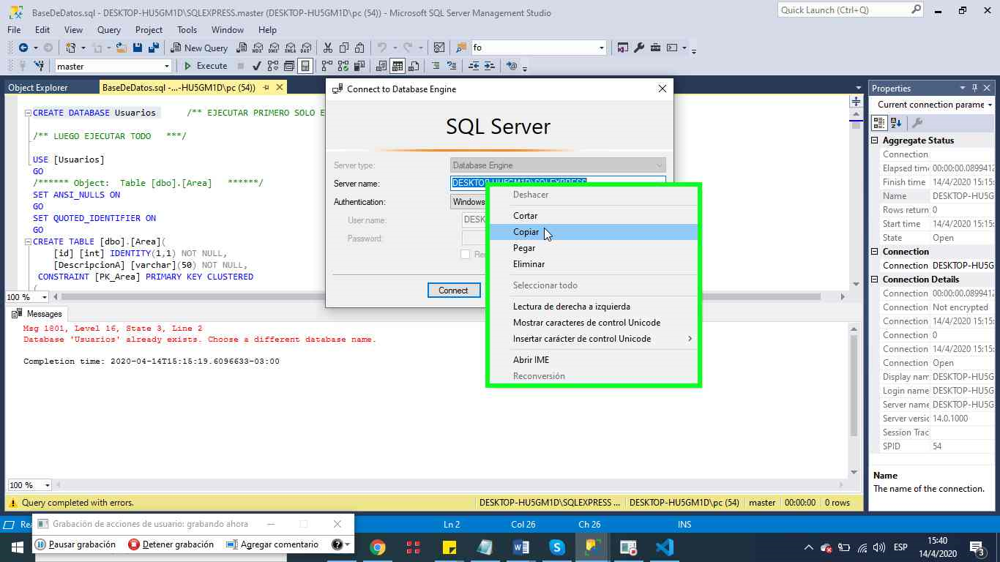 BaseDeDatos.sql - DESKTOP-HU5GM1D\SQLEXPRESS.master (DESKTOP-HU5GM1D\pc (54)) - Microsoft SQL Server Management Studio
Quick Launch (Ctrl+Q)
File Edit View Query Project Tools Window Help
New Query
MDX DMX XMLA DAX
fo
master
Execute
Object Explorer
BaseDeDatos.sql -...-HU5GM1D\pc (54))
CREATE DATABASE Usuarios /** EJECUTAR PRIMERO SOLO E
/** LUEGO EJECUTAR TODO ***/
USE [Usuarios]
GO
/****** Object: Table [dbo].[Area] ******/
SET ANSI_NULLS ON
GO
SET QUOTED_IDENTIFIER ON
GO
CREATE TABLE [dbo].[Area](
[id] [int] IDENTITY(1,1) NOT NULL,
[DescripcionA] [varchar](50) NOT NULL,
CONSTRAINT [PK_Area] PRIMARY KEY CLUSTERED
(
100 %
Messages
Msg 1801, Level 16, State 3, Line 2
Database 'Usuarios' already exists. Choose a different database name.
Completion time: 2020-04-14T15:15:19.6096633-03:00
100 %
Query completed with errors.
DESKTOP-HU5GM1D\SQLEXPRESS ...
DESKTOP-HU5GM1D\pc (54)
master
00:00:00
0 rows
Connect to Database Engine
SQL Server
Server type:
Database Engine
Server name:
DESKTOP-HU5GM1D\SQLEXPRESS
Authentication:
Windows
User name:
DESK
Password:
Re
Connect
Deshacer
Cortar
Copiar
Pegar
Eliminar
Seleccionar todo
Lectura de derecha a izquierda
Mostrar caracteres de control Unicode
Insertar carácter de control Unicode
Abrir IME
Reconversión
Properties
Current connection parame
Aggregate Status
Connection
Elapsed time 00:00:00.0899412
Finish time 14/4/2020 15:15:
Name DESKTOP-HU5G
Rows return 0
Start time 14/4/2020 15:15:
State Open
Connection
Connection DESKTOP-HU5G
Connection Details
Connection 00:00:00.0899412
Connection Not encrypted
Connection 14/4/2020 15:15:
Connection 0
Connection 14/4/2020 15:15:
Connection
Connection Open
Display nam DESKTOP-HU5G
Login name DESKTOP-HU5G
Server name DESKTOP-HU5G
Server versic 14.0.1000
Session Trac
SPID 54
Name
The name of the connection.
Rea
Ln 2
Col 26
Ch 26
INS
Grabación de acciones de usuario: grabando ahora
Pausar grabación
Detener grabación
Agregar comentario
ESP
15:40
14/4/2020
3